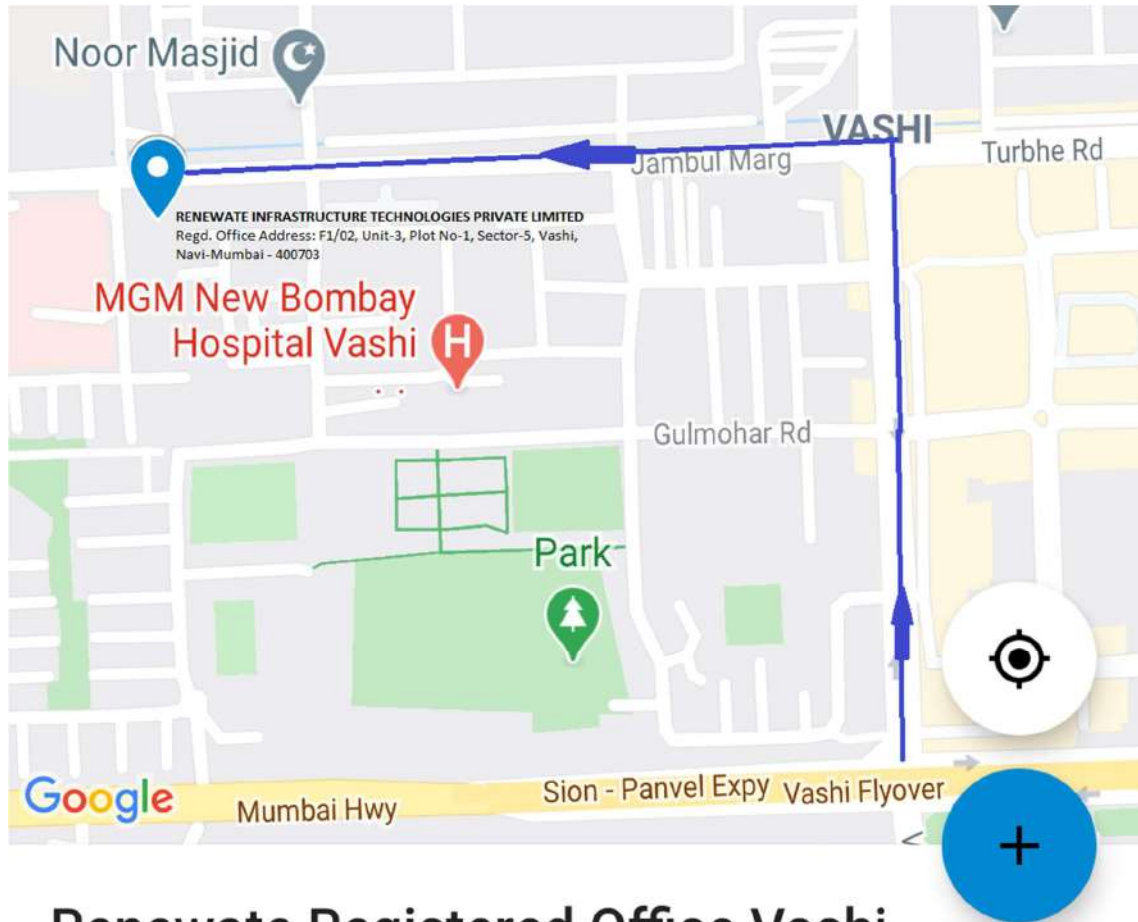 Noor Masjid
VASHI
Turbhe Rd
Jambul Marg
RENEWATE INFRASTRUCTURE TECHNOLOGIES PRIVATE LIMITED
Regd. Office Address: F1/02, Unit-3, Plot No-1, Sector-5, Vashi,
Navi-Mumbai - 400703
MGM New Bombay
Hospital Vashi
H
Gulmohar Rd
Park
Google
Mumbai Hwy
Sion - Panvel Expy
Vashi Flyover
Renewate Registered Office Vashi